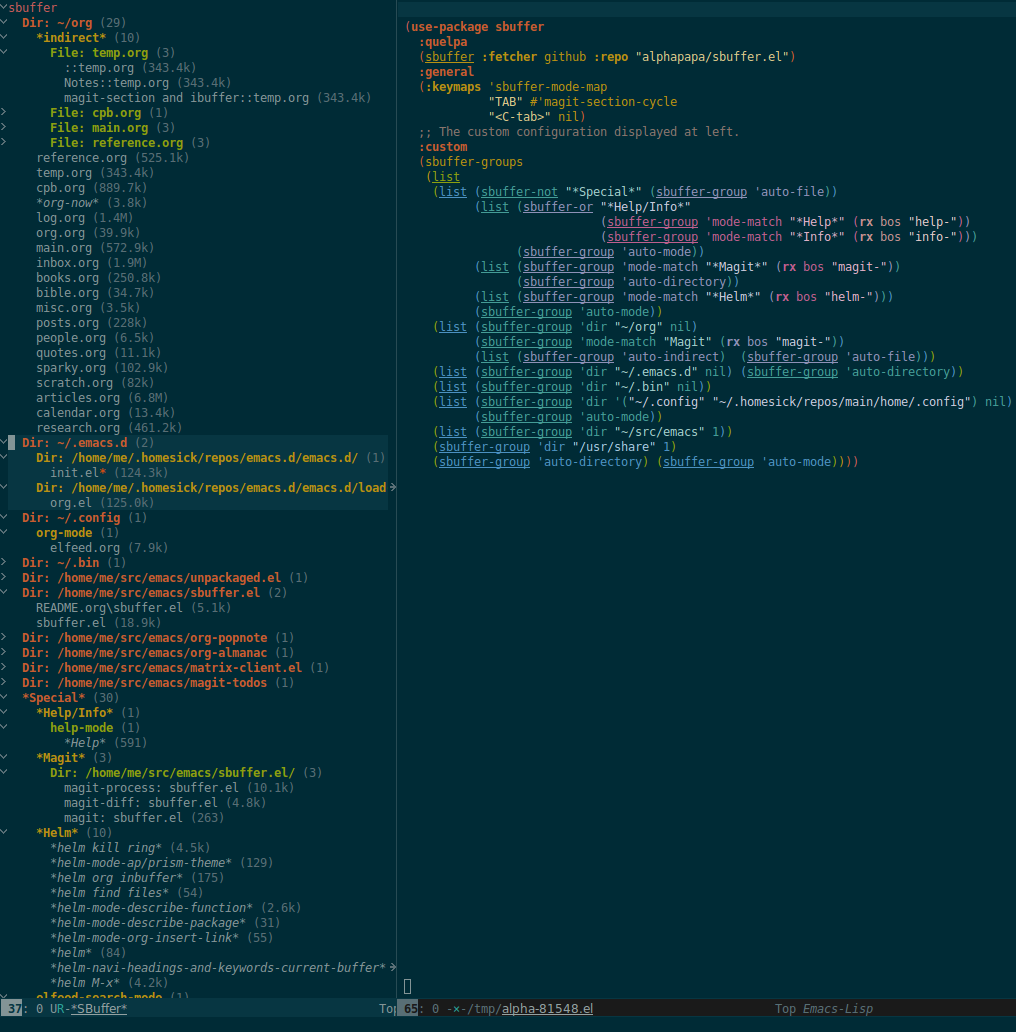 sbuffer
Dir: ~/org (29)
*indirect* (10)
File: temp.org (3)
::temp.org (343.4k)
Notes::temp.org (343.4k)
magit-section and ibuffer::temp.org (343.4k)
File: cpb.org (1)
File: main.org (3)
File: reference.org (3)
reference.org (525.1k)
temp.org (343.4k)
cpb.org (889.7k)
*org-now* (3.8k)
log.org (1.4M)
org.org (39.9k)
main.org (572.9k)
inbox.org (1.9M)
books.org (250.8k)
bible.org (34.7k)
misc.org (3.5k)
posts.org (228k)
people.org (6.5k)
quotes.org (11.1k)
sparky.org (102.9k)
scratch.org (82k)
articles.org (6.8M)
calendar.org (13.4k)
research.org (461.2k)
Dir: ~/.emacs.d (2)
Dir: /home/me/.homesick/repos/emacs.d/emacs.d/ (1)
init.el* (124.3k)
Dir: /home/me/.homesick/repos/emacs.d/emacs.d/load
org.el (125.0k)
Dir: ~/.config (1)
org-mode (1)
elfeed.org (7.9k)
Dir: ~/.bin (1)
Dir: /home/me/src/emacs/unpackaged.el (1)
Dir: /home/me/src/emacs/sbuffer.el (2)
README.org\sbuffer.el (5.1k)
sbuffer.el (18.9k)
Dir: /home/me/src/emacs/org-popnote (1)
Dir: /home/me/src/emacs/org-almanac (1)
Dir: /home/me/src/emacs/matrix-client.el (1)
Dir: /home/me/src/emacs/magit-todos (1)
*Special* (30)
*Help/Info* (1)
help-mode (1)
*Help* (591)
*Magit* (3)
Dir: /home/me/src/emacs/sbuffer.el/ (3)
magit-process: sbuffer.el (10.1k)
magit-diff: sbuffer.el (4.8k)
magit: sbuffer.el (263)
*Helm* (10)
*helm kill ring* (4.5k)
*helm-mode-ap/prism-theme* (129)
*helm org inbuffer* (175)
*helm find files* (54)
*helm-mode-describe-function* (2.6k)
*helm-mode-describe-package* (31)
*helm-mode-org-insert-link* (55)
*helm* (84)
*helm-navi-headings-and-keywords-current-buffer*
*helm M-x* (4.2k)
elfeed-search-mode (1)
37: 0 UR-*SBuffer* Top
(use-package sbuffer
:quelpa
(sbuffer :fetcher github :repo "alphapapa/sbuffer.el")
:general
(:keymaps 'sbuffer-mode-map
"TAB" #'magit-section-cycle
"<C-tab>" nil)
;; The custom configuration displayed at left.
:custom
(sbuffer-groups
(list
(list (sbuffer-not "*Special*" (sbuffer-group 'auto-file))
(list (sbuffer-or "*Help/Info*"
(sbuffer-group 'mode-match "*Help*" (rx bos "help-"))
(sbuffer-group 'mode-match "*Info*" (rx bos "info-")))
(sbuffer-group 'auto-mode))
(list (sbuffer-group 'mode-match "*Magit*" (rx bos "magit-"))
(sbuffer-group 'auto-directory))
(list (sbuffer-group 'mode-match "*Helm*" (rx bos "helm-")))
(sbuffer-group 'auto-mode))
(list (sbuffer-group 'dir "~/org" nil)
(sbuffer-group 'mode-match "Magit" (rx bos "magit-"))
(list (sbuffer-group 'auto-indirect)  (sbuffer-group 'auto-file)))
(list (sbuffer-group 'dir "~/.emacs.d" nil) (sbuffer-group 'auto-directory))
(list (sbuffer-group 'dir "~/.bin" nil))
(list (sbuffer-group 'dir '("~/.config" "~/.homesick/repos/main/home/.config") nil)
(sbuffer-group 'auto-mode))
(list (sbuffer-group 'dir "~/src/emacs" 1))
(sbuffer-group 'dir "/usr/share" 1)
(sbuffer-group 'auto-directory) (sbuffer-group 'auto-mode))))
65: 0 -×-/tmp/alpha-81548.el Top Emacs-Lisp